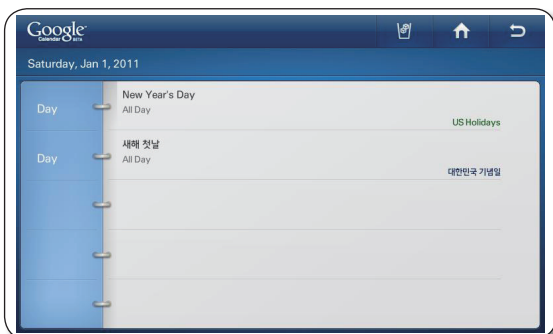 Google
Calendar BETA
Saturday, Jan 1, 2011
Day
New Year's Day
All Day
US Holidays
Day
새해 첫날
All Day
대한민국 기념일